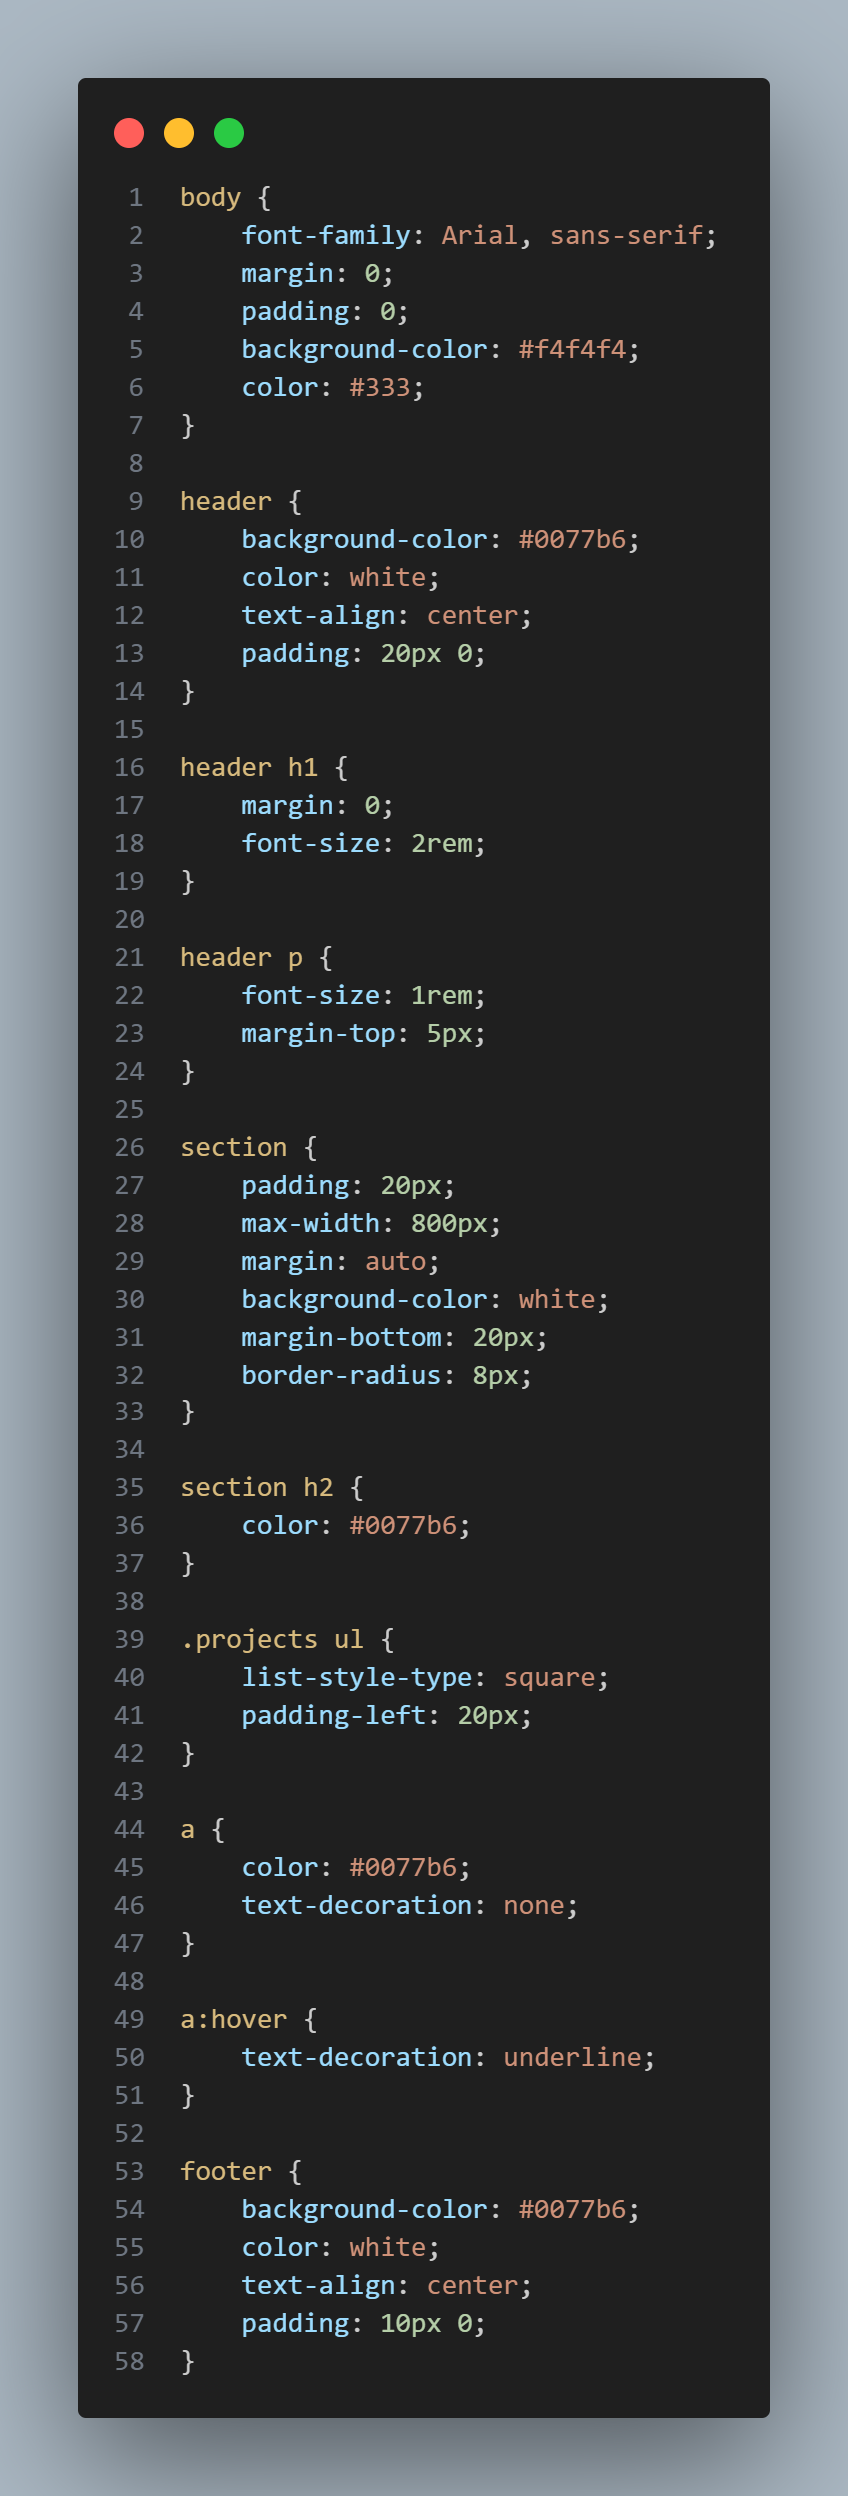 1 body {
2     font-family: Arial, sans-serif;
3     margin: 0;
4     padding: 0;
5     background-color: #f4f4f4;
6     color: #333;
7 }
8
9 header {
10     background-color: #0077b6;
11     color: white;
12     text-align: center;
13     padding: 20px 0;
14 }
15
16 header h1 {
17     margin: 0;
18     font-size: 2rem;
19 }
20
21 header p {
22     font-size: 1rem;
23     margin-top: 5px;
24 }
25
26 section {
27     padding: 20px;
28     max-width: 800px;
29     margin: auto;
30     background-color: white;
31     margin-bottom: 20px;
32     border-radius: 8px;
33 }
34
35 section h2 {
36     color: #0077b6;
37 }
38
39 .projects ul {
40     list-style-type: square;
41     padding-left: 20px;
42 }
43
44 a {
45     color: #0077b6;
46     text-decoration: none;
47 }
48
49 a:hover {
50     text-decoration: underline;
51 }
52
53 footer {
54     background-color: #0077b6;
55     color: white;
56     text-align: center;
57     padding: 10px 0;
58 }